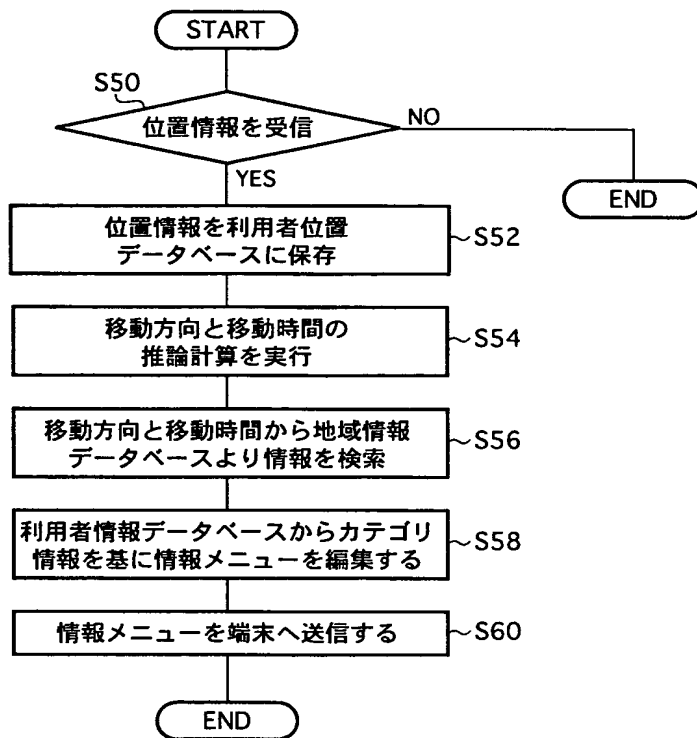 START
S50
位置情報を受信
NO
YES
END
位置情報を利用者位置
データベースに保存
S52
移動方向と移動時間の
推論計算を実行
S54
移動方向と移動時間から地域情報
データベースより情報を検索
S56
利用者情報データベースからカテゴリ
情報を基に情報メニューを編集する
S58
情報メニューを端末へ送信する
S60
END